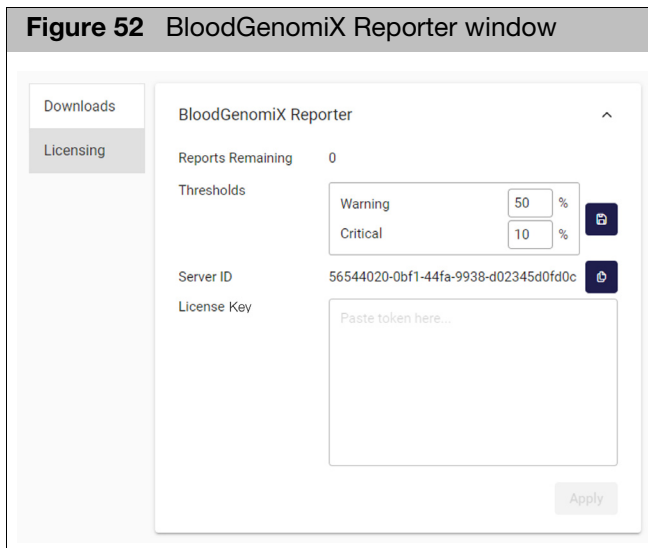 Figure 52 BloodGenomiX Reporter window
Downloads
Licensing
BloodGenomiX Reporter
Reports Remaining 0
Thresholds
Warning 50 %
Critical 10 %
Server ID 56544020-0bf1-44fa-9938-d02345d0fd0c
License Key
Paste token here...
Apply